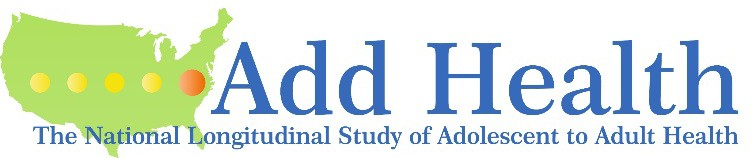 Add Health
The National Longitudinal Study of Adolescent to Adult Health